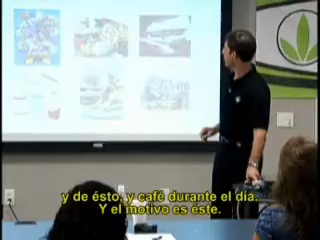 y de ésto, y café durante el día.
Y el motivo es éste.